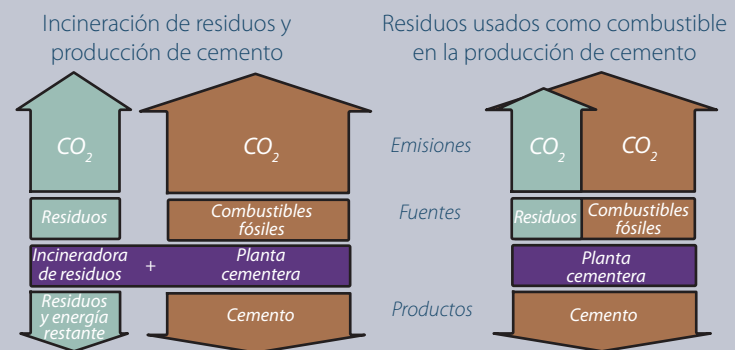 Incineración de residuos y
producción de cemento
Residuos usados como combustible
en la producción de cemento
CO2
CO2
Emisiones
CO2
CO2
Residuos
Combustibles
fósiles
Fuentes
Residuos
Combustibles
fósiles
Incineradora
de residuos
+
Planta
cementera
Planta
cementera
Residuos
y energía
restante
Cemento
Productos
Cemento